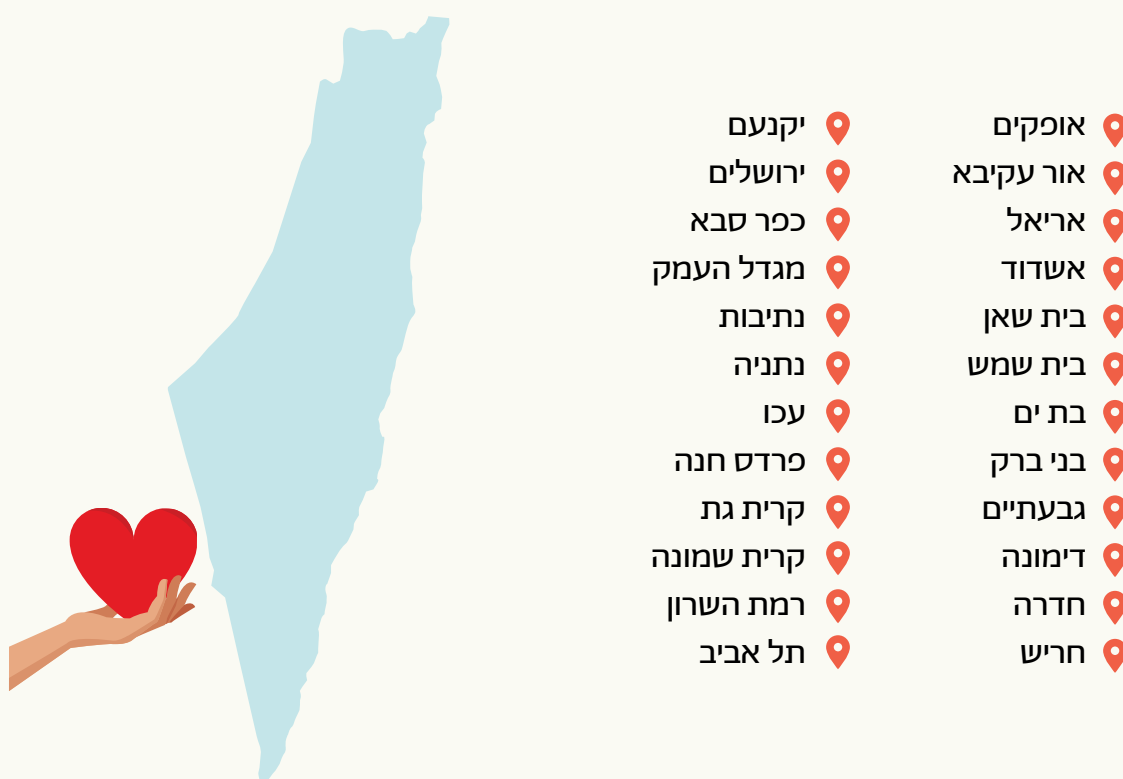 אופקים
אור עקיבא
אריאל
אשדוד
בית שאן
בית שמש
בת ים
בני ברק
גבעתיים
דימונה
חדרה
חריש
יקנעם
ירושלים
כפר סבא
מגדל העמק
נתיבות
נתניה
עכו
פרדס חנה
קרית גת
קרית שמונה
רמת השרון
תל אביב